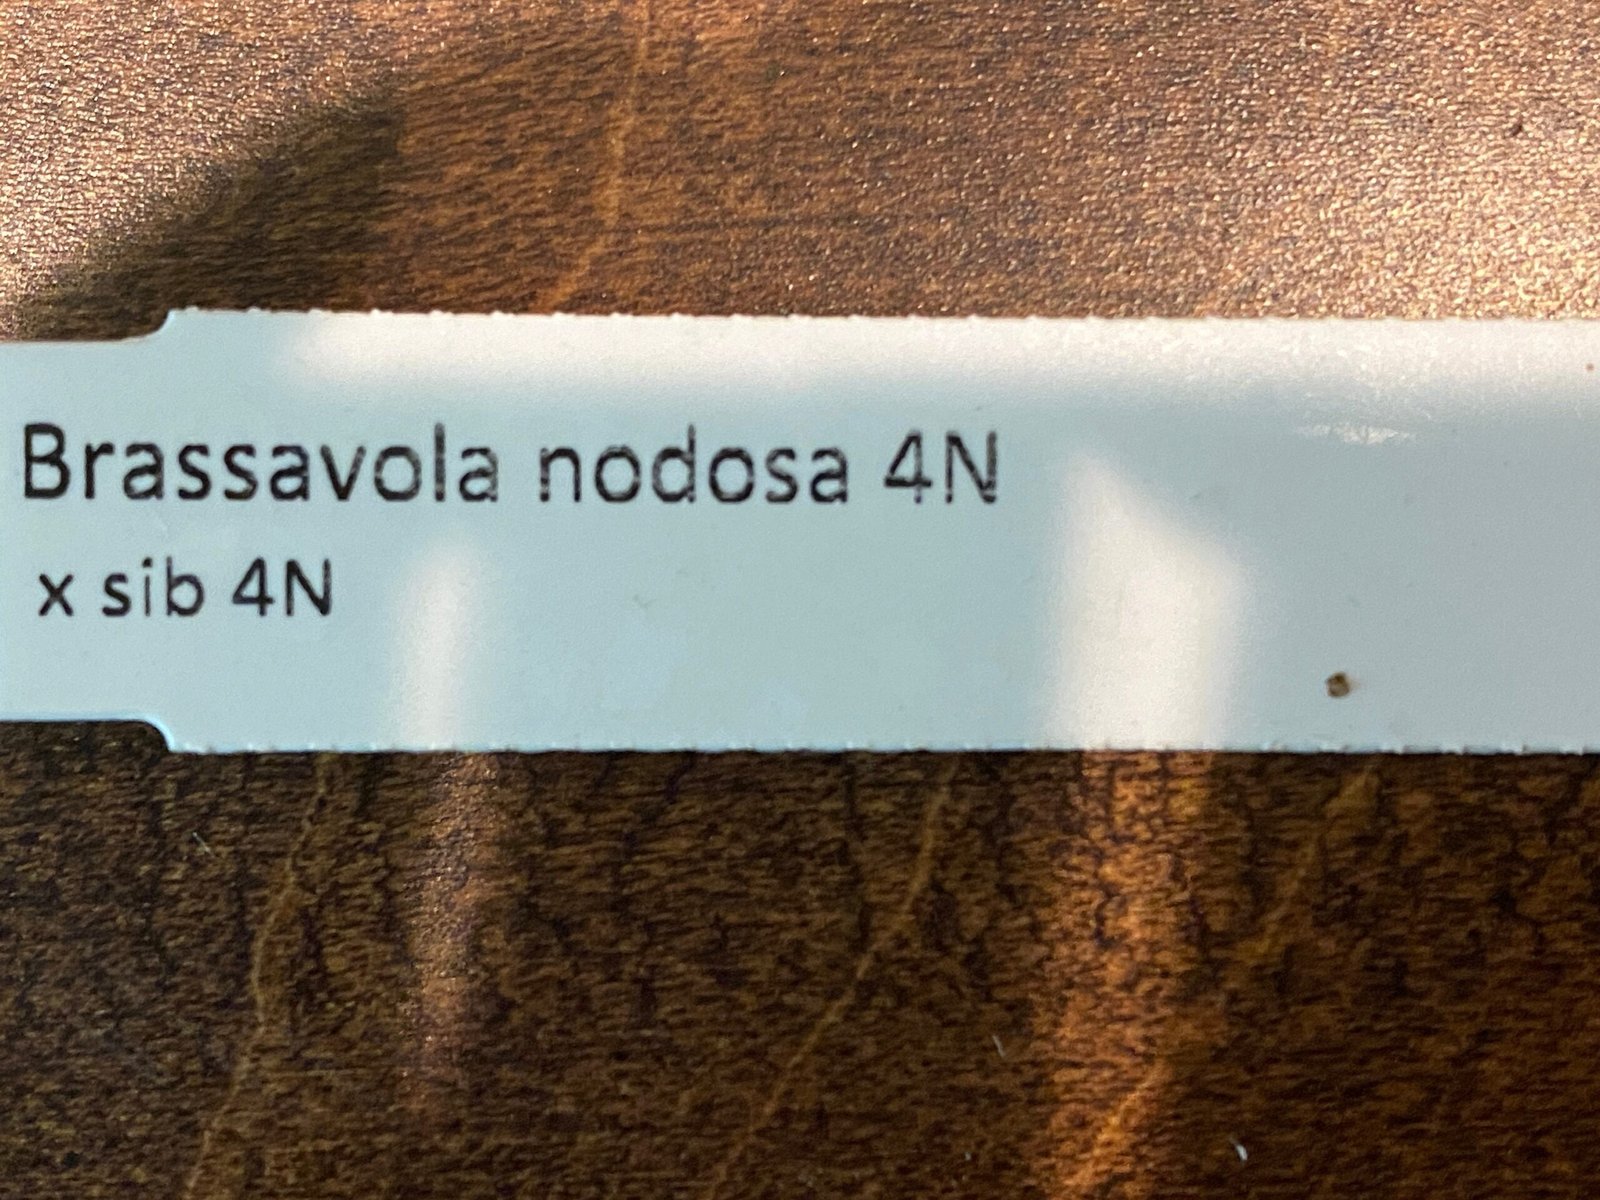 Brassavola nodosa 4N
x sib 4N